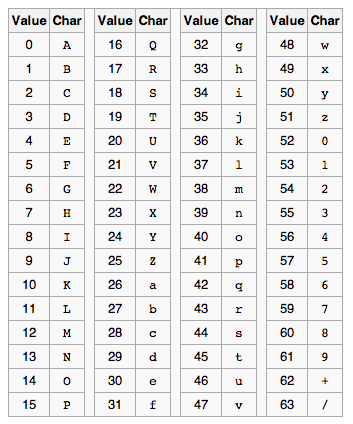 Value Char Value Char Value Char Value Char
0 A 16 Q 32 g 48 w
1 B 17 R 33 h 49 x
2 C 18 S 34 i 50 y
3 D 19 T 35 j 51 z
4 E 20 U 36 k 52 0
5 F 21 V 37 l 53 1
6 G 22 W 38 m 54 2
7 H 23 X 39 n 55 3
8 I 24 Y 40 o 56 4
9 J 25 Z 41 p 57 5
10 K 26 a 42 q 58 6
11 L 27 b 43 r 59 7
12 M 28 c 44 s 60 8
13 N 29 d 45 t 61 9
14 O 30 e 46 u 62 +
15 P 31 f 47 v 63 /